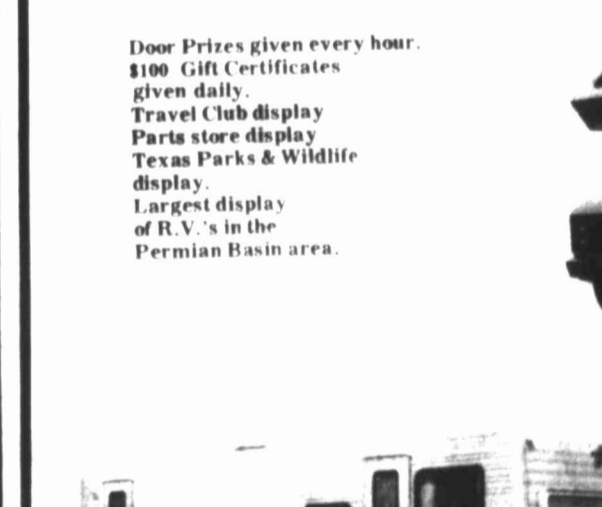 Door Prizes given every hour.
$100 Gift Certificates
given daily.
Travel Club display
Parts store display
Texas Parks & Wildlife
display.
Largest display
of R.V.'s in the
Permian Basin area.